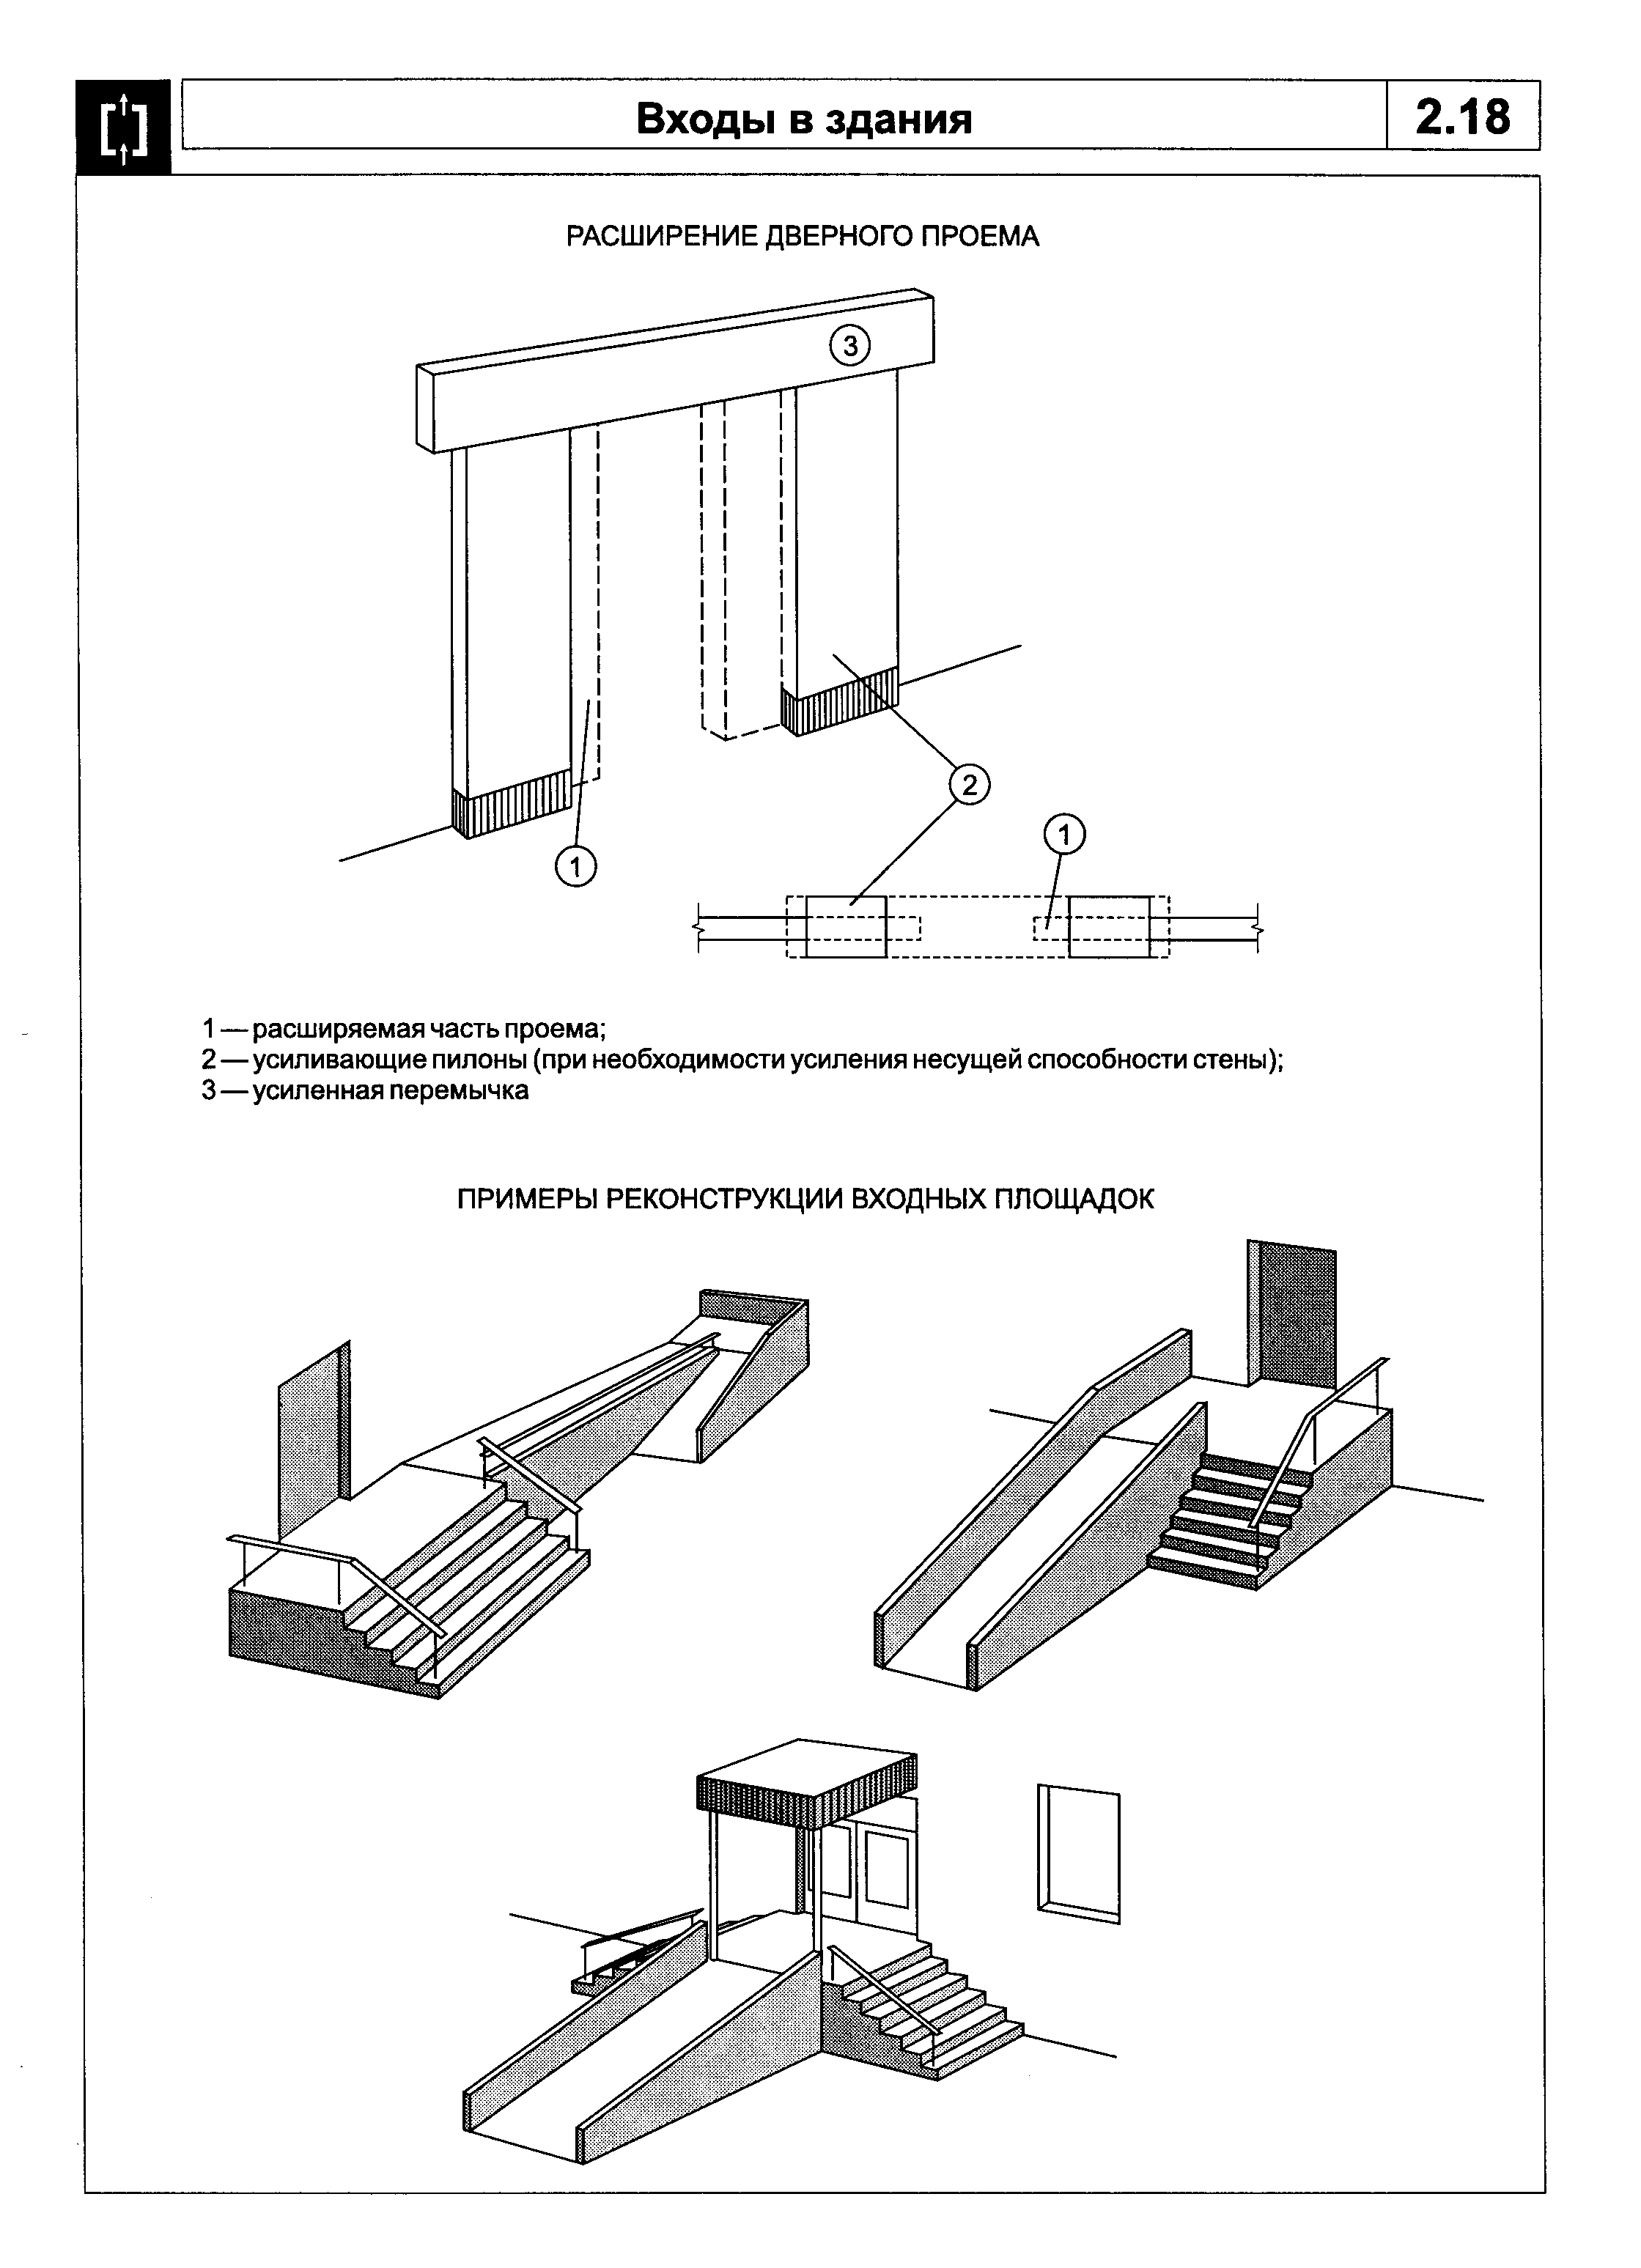 Входы в здания
2.18
РАСШИРЕНИЕ ДВЕРНОГО ПРОЕМА
3
2
1
1
1 — расширяемая часть проема;
2 — усиливающие пилоны (при необходимости усиления несущей способности стены);
3 — усиленная перемычка
ПРИМЕРЫ РЕКОНСТРУКЦИИ ВХОДНЫХ ПЛОЩАДОК